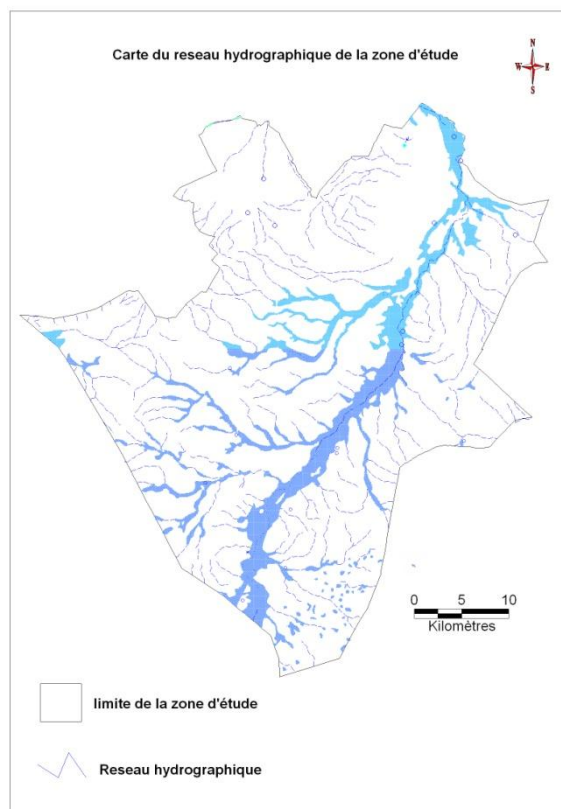 Carte du reseau hydrographique de la zone d'étude
N
W E
S
0 5 10
Kilomètres
limite de la zone d'étude
Reseau hydrographique